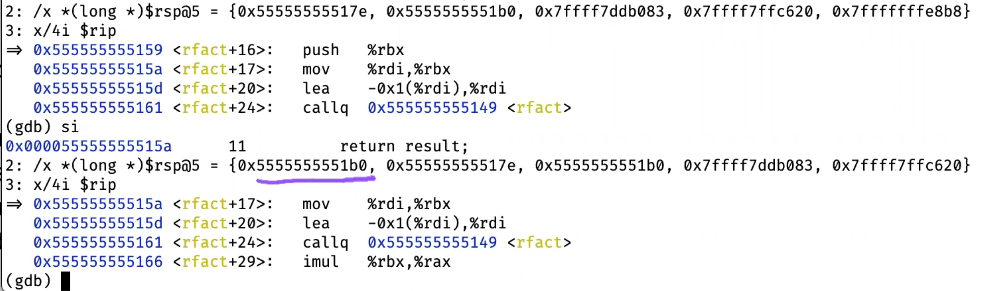 2: /x *(long *)$rsp@5 = {0x55555555517e, 0x5555555551b0, 0x7ffff7ddb083, 0x7ffff7ffc620, 0x7fffffffe8b8}
3: x/4i $rip
=> 0x555555555159 <rfact+16>: push %rbx
0x55555555515a <rfact+17>: mov %rdi,%rbx
0x55555555515d <rfact+20>: lea -0x1(%rdi),%rdi
0x555555555161 <rfact+24>: callq 0x555555555149 <rfact>
(gdb) si
0x000055555555515a 11 return result;
2: /x *(long *)$rsp@5 = {0x5555555551b0, 0x55555555517e, 0x5555555551b0, 0x7ffff7ddb083, 0x7ffff7ffc620}
3: x/4i $rip
=> 0x55555555515a <rfact+17>: mov %rdi,%rbx
0x55555555515d <rfact+20>: lea -0x1(%rdi),%rdi
0x555555555161 <rfact+24>: callq 0x555555555149 <rfact>
0x555555555166 <rfact+29>: imul %rbx,%rax
(gdb)